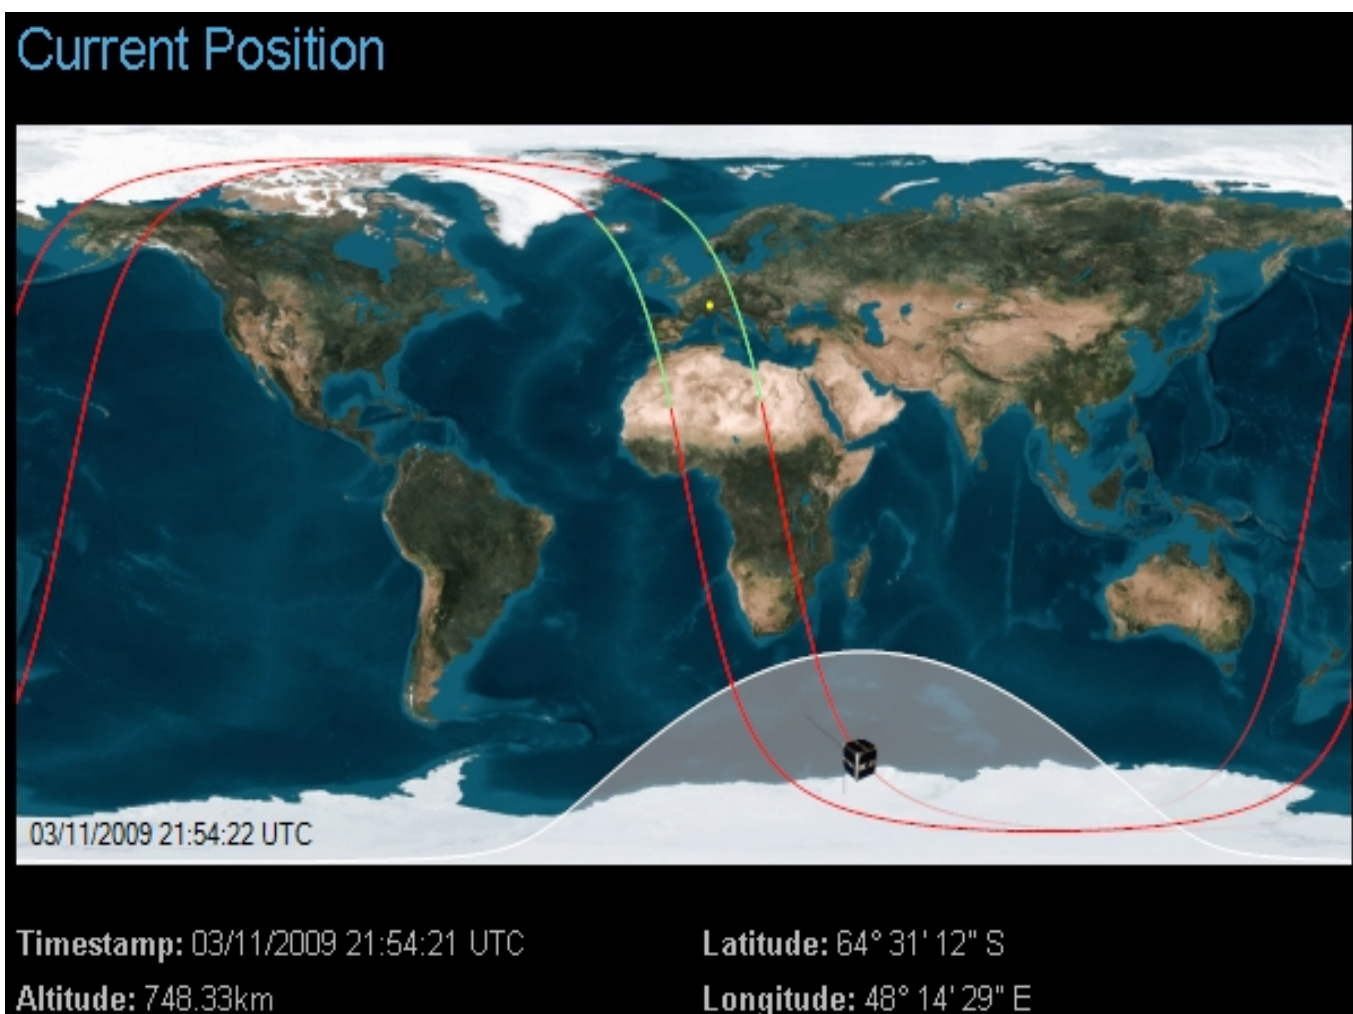 Current Position
03/11/2009 21:54:22 UTC
Timestamp: 03/11/2009 21:54:21 UTC
Latitude: 64° 31' 12" S
Altitude: 748.33km
Longitude: 48° 14' 29" E